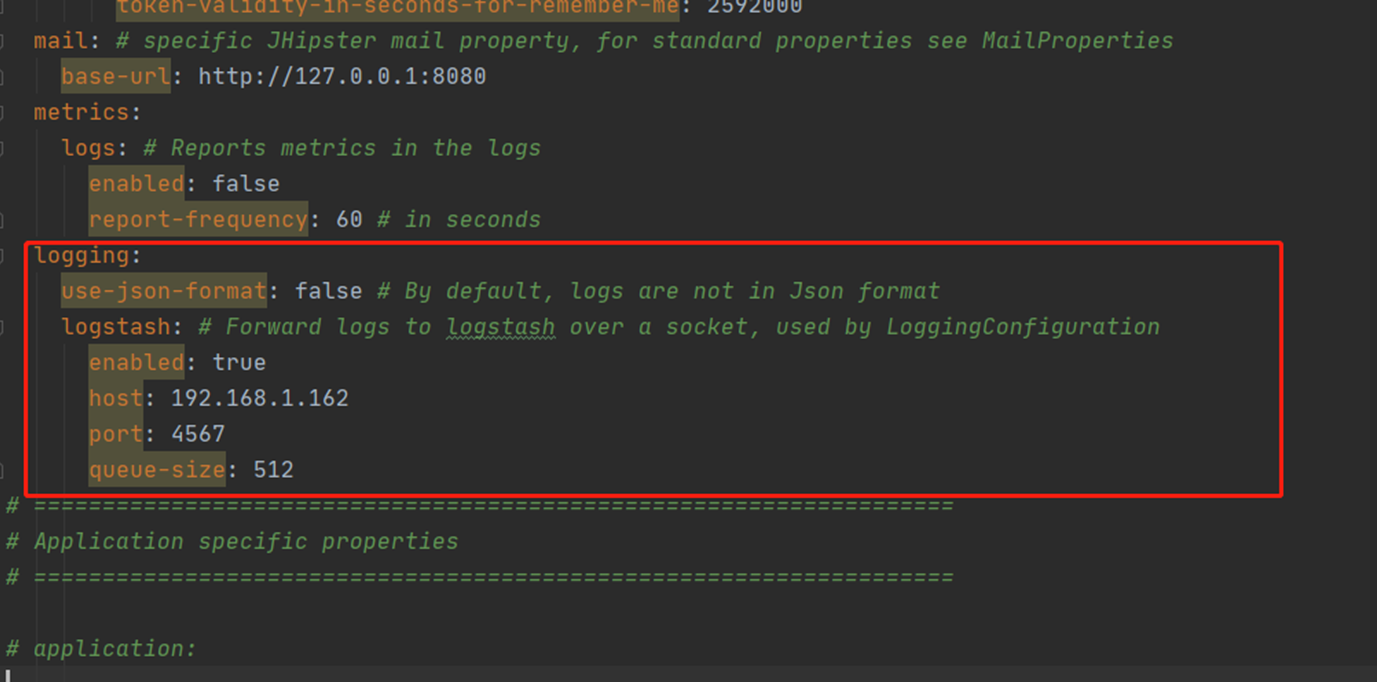 token-validity-in-seconds-for-remember-me: 2592000
mail: # specific JHipster mail property, for standard properties see MailProperties
base-url: http://127.0.0.1:8080
metrics:
logs: # Reports metrics in the logs
enabled: false
report-frequency: 60 # in seconds
logging:
use-json-format: false # By default, logs are not in Json format
logstash: # Forward logs to logstash over a socket, used by LoggingConfiguration
enabled: true
host: 192.168.1.162
port: 4567
queue-size: 512
# ===================================================================
# Application specific properties
# ===================================================================
# application: